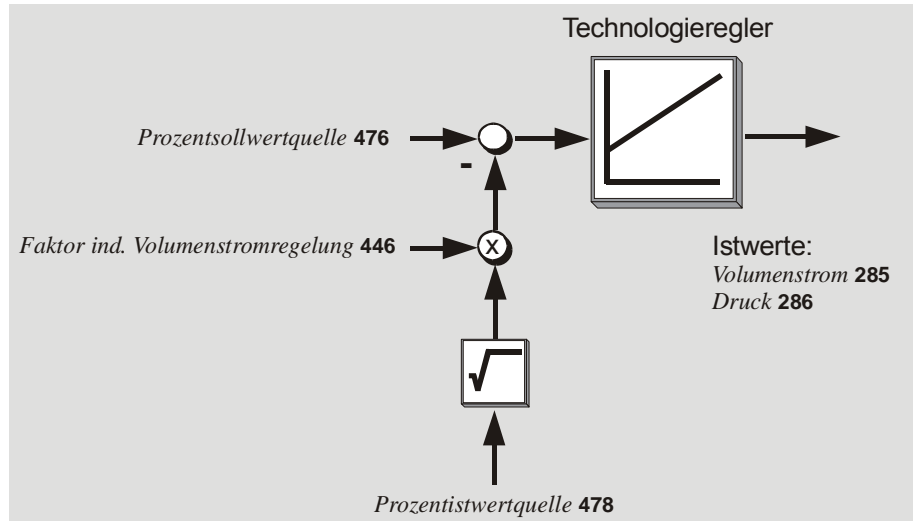 Technologieregler
Prozentsollwertquelle 476
-
Faktor ind. Volumenstromregelung 446
x
Istwerte:
Volumenstrom 285
Druck 286
√
Prozentistwertquelle 478